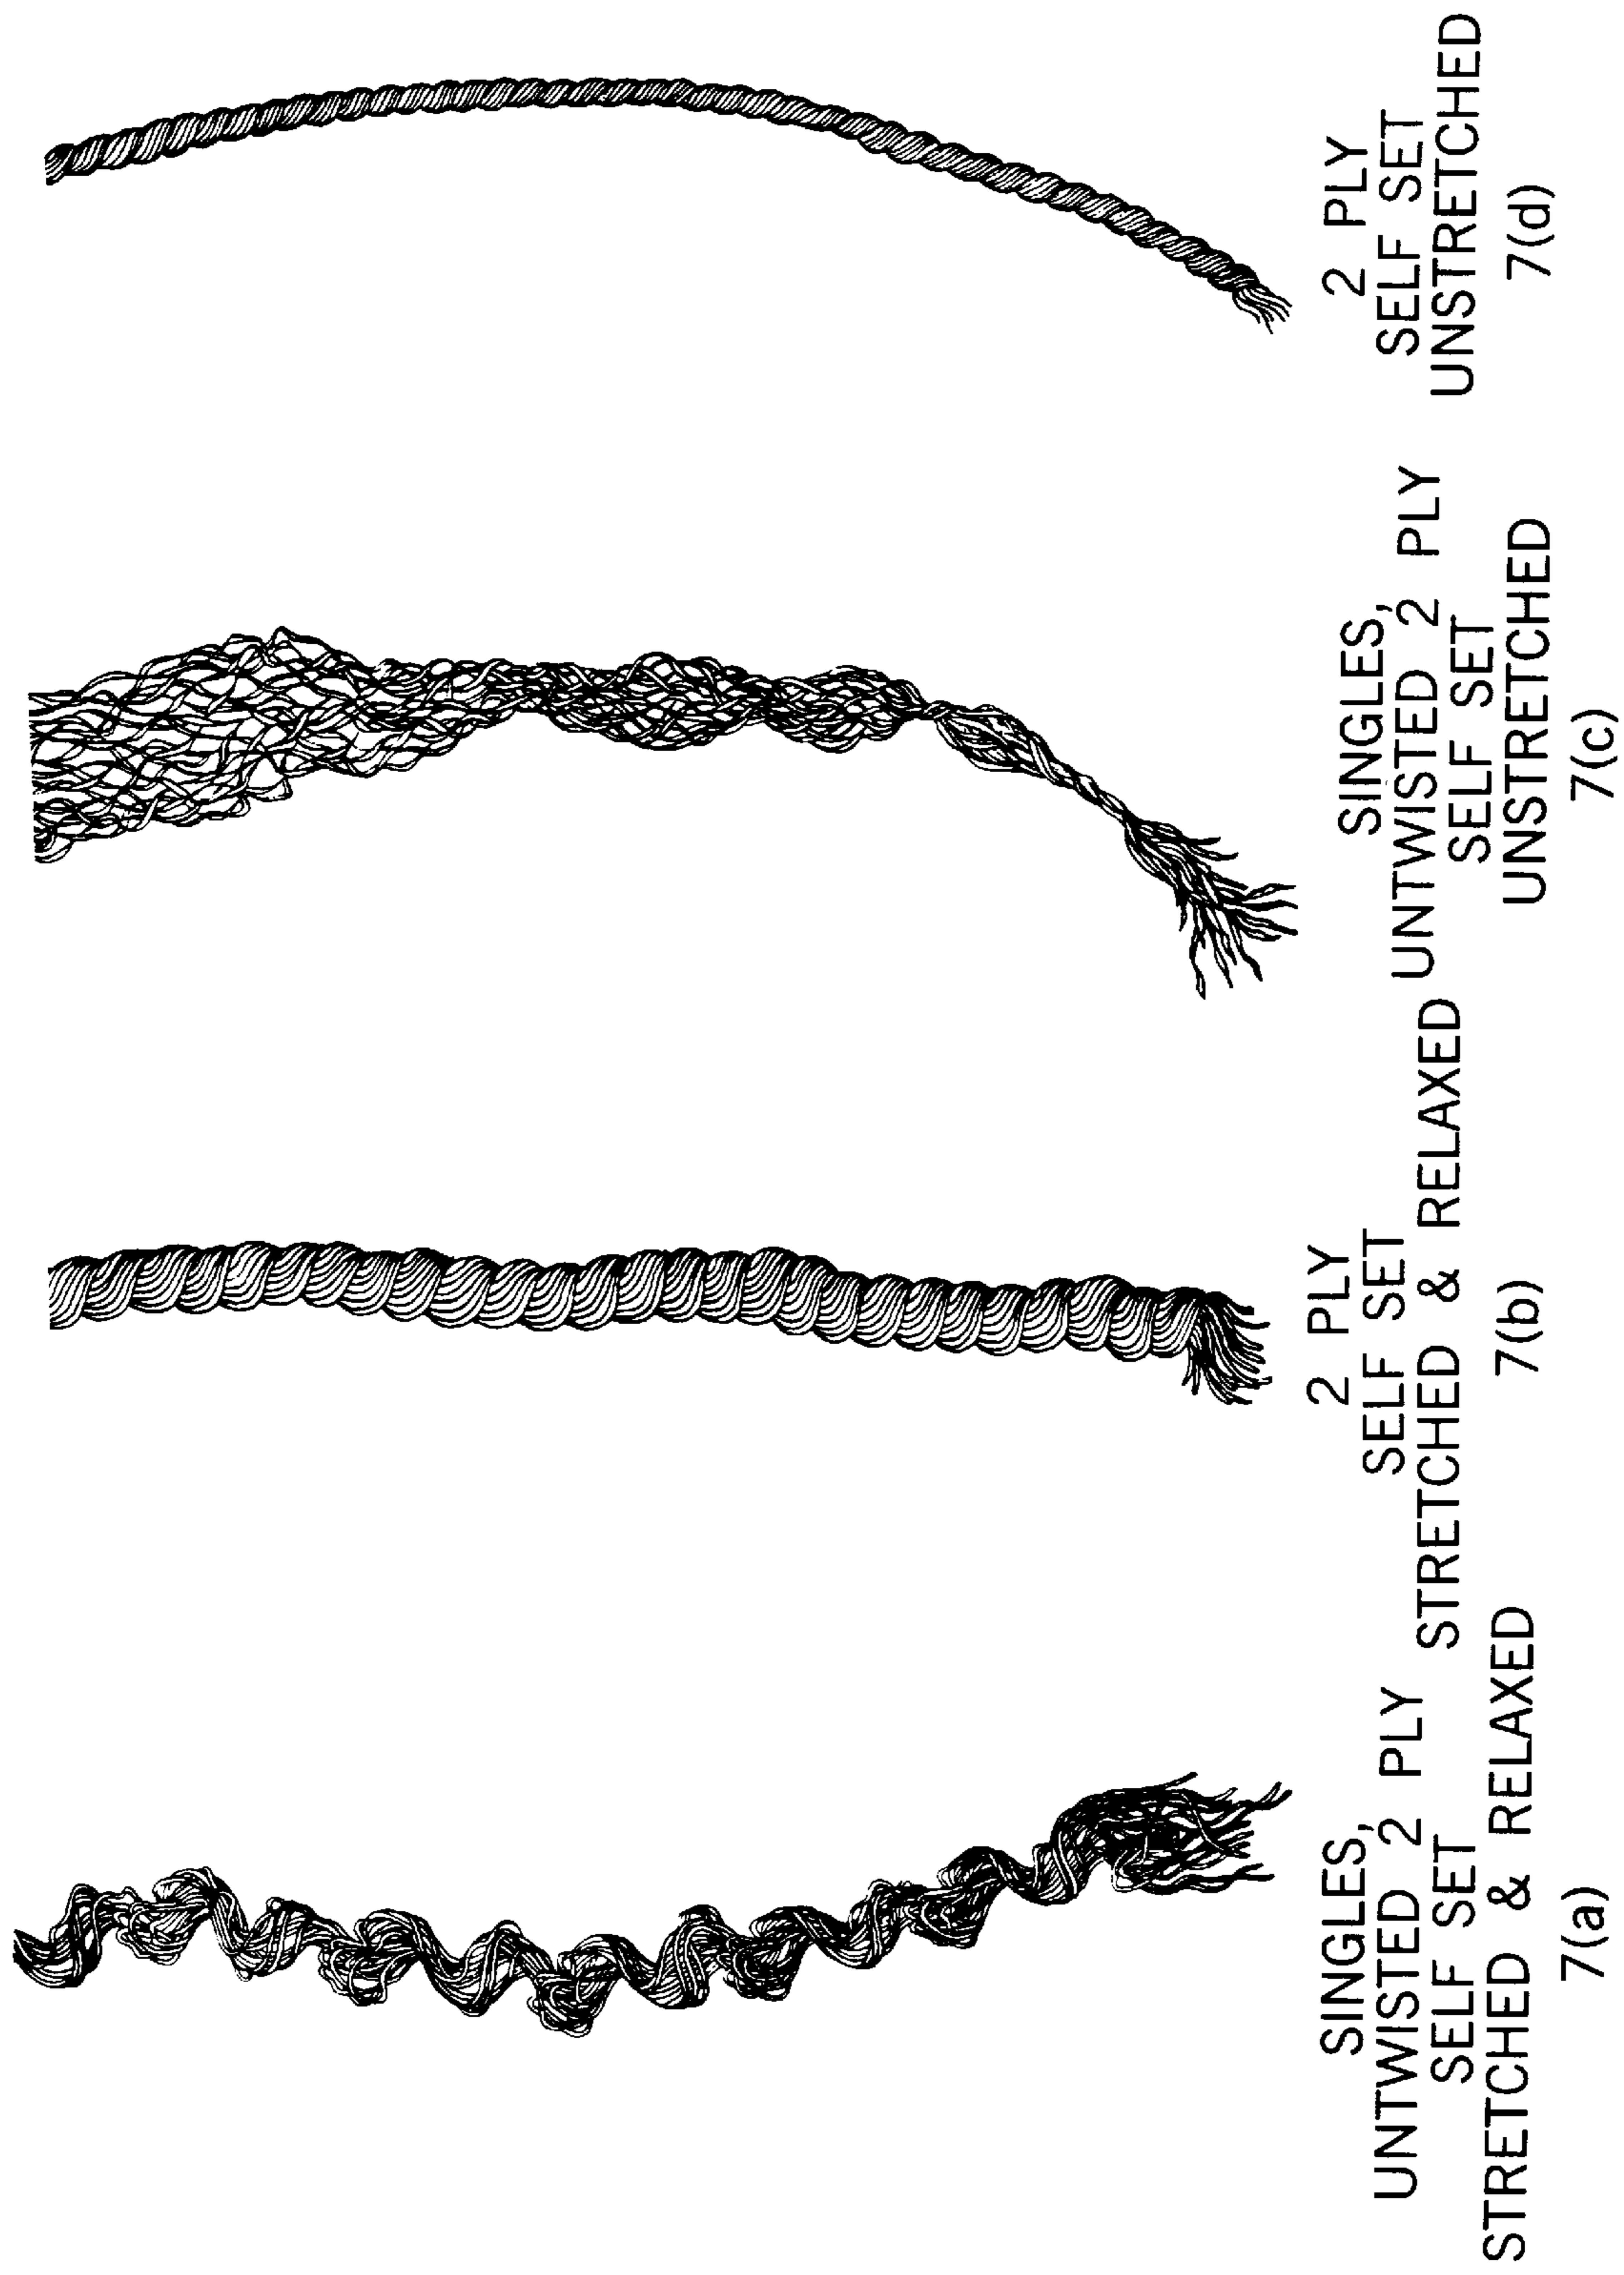 SINGLES,
UNTWISTED 2 PLY
SELF SET
STRETCHED & RELAXED
7(a)
2 PLY
SELF SET
STRETCHED & RELAXED
7(b)
SINGLES,
UNTWISTED 2 PLY
SELF SET
UNSTRETCHED
7(c)
2 PLY
SELF SET
UNSTRETCHED
7(d)